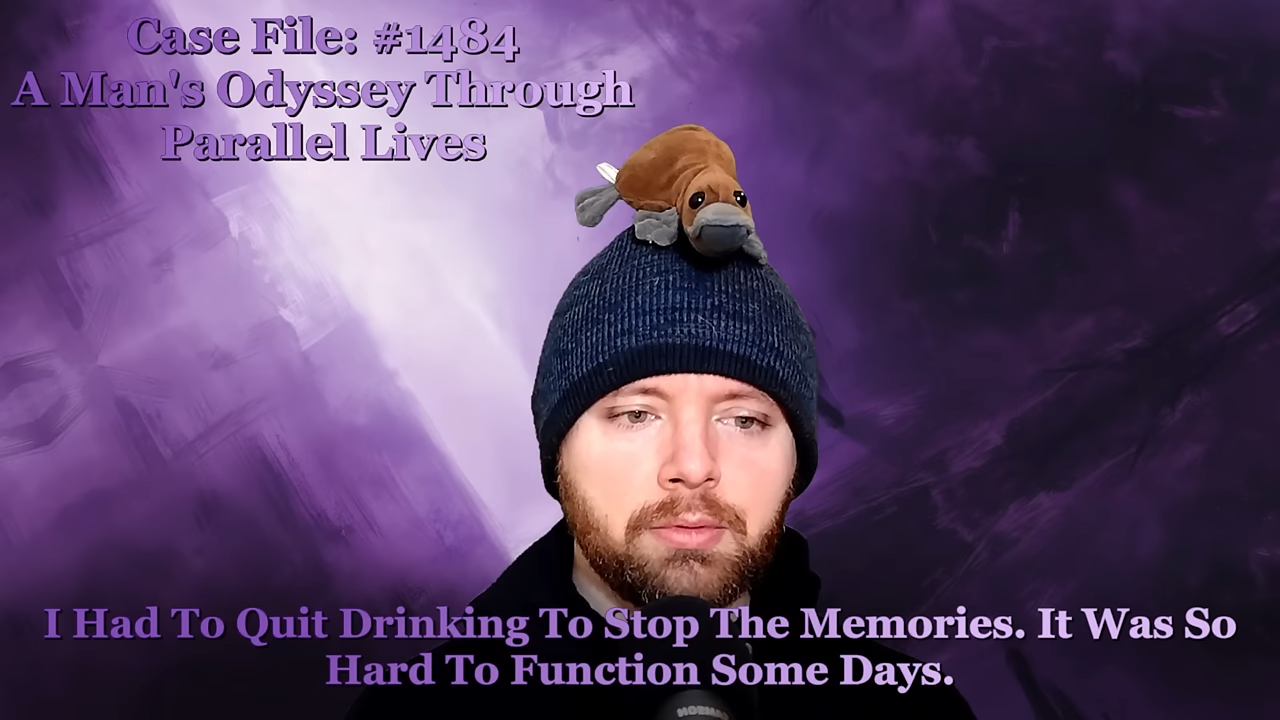 Case File: #1484
A Man's Odyssey Through
Parallel Lives
I Had To Quit Drinking To Stop The Memories. It Was So
Hard To Function Some Days.